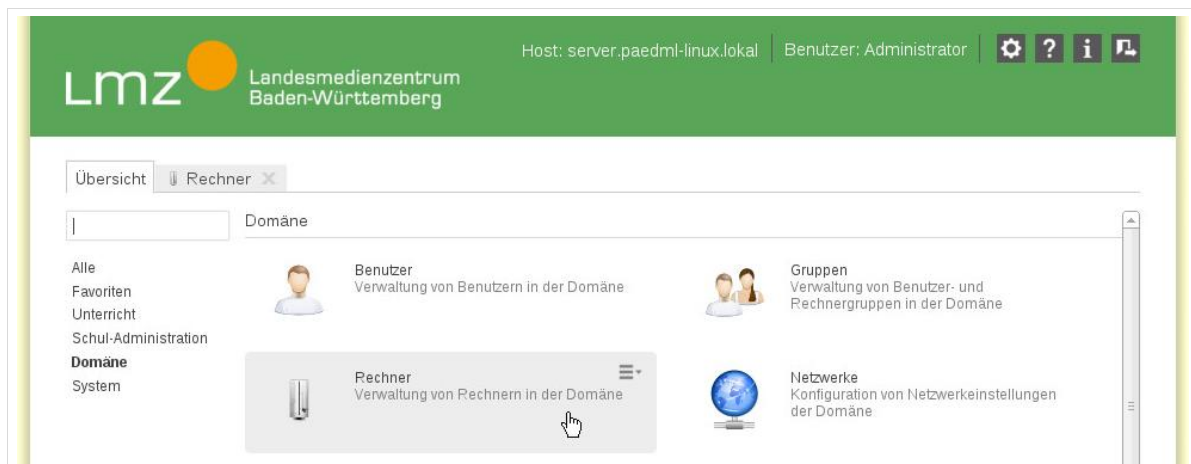 Host: server.paedml-linux.lokal Benutzer: Administrator ? i
Lmz Landesmedienzentrum
Baden-Württemberg
Übersicht Rechner
Domäne
Alle
Favoriten
Unterricht
Schul-Administration
Domäne
System
Benutzer
Verwaltung von Benutzern in der Domäne
Gruppen
Verwaltung von Benutzer- und
Rechnergruppen in der Domäne
Rechner
Verwaltung von Rechnern in der Domäne
Netzwerke
Konfiguration von Netzwerkeinstellungen
der Domäne